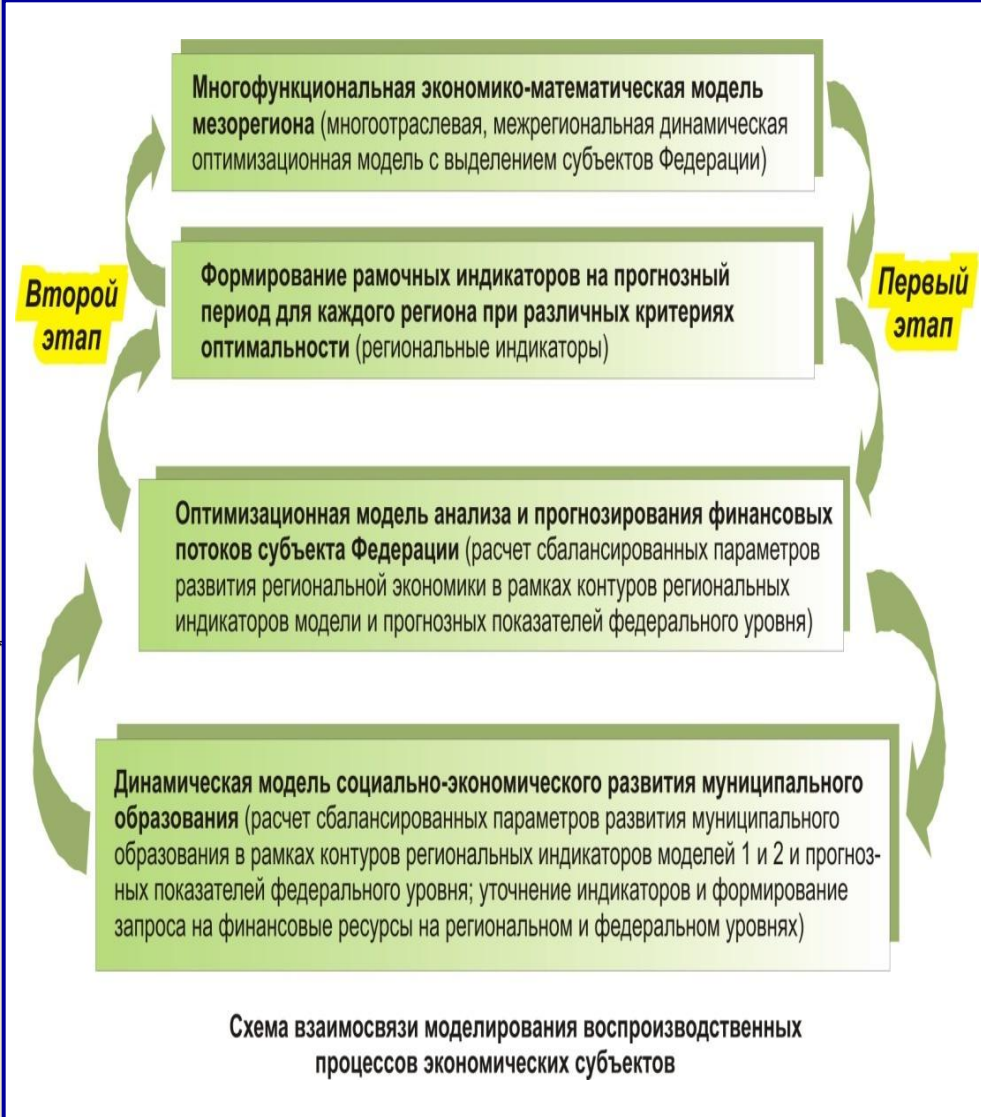 Многофункциональная экономико-математическая модель
мезорегиона (многоотраслевая, межрегиональная динамическая
оптимизационная модель с выделением субъектов Федерации)
Второй
этап
Формирование рамочных индикаторов на прогнозный
период для каждого региона при различных критериях
оптимальности (региональные индикаторы)
Первый
этап
Оптимизационная модель анализа и прогнозирования финансовых
потоков субъекта Федерации (расчет сбалансированных параметров
развития региональной экономики в рамках контуров региональных
индикаторов модели и прогнозных показателей федерального уровня)
Динамическая модель социально-экономического развития муниципального
образования (расчет сбалансированных параметров развития муниципального
образования в рамках контуров региональных индикаторов моделей 1 и 2 и прогноз-
ных показателей федерального уровня; уточнение индикаторов и формирование
запроса на финансовые ресурсы на региональном и федеральном уровнях)
Схема взаимосвязи моделирования воспроизводственных
процессов экономических субъектов